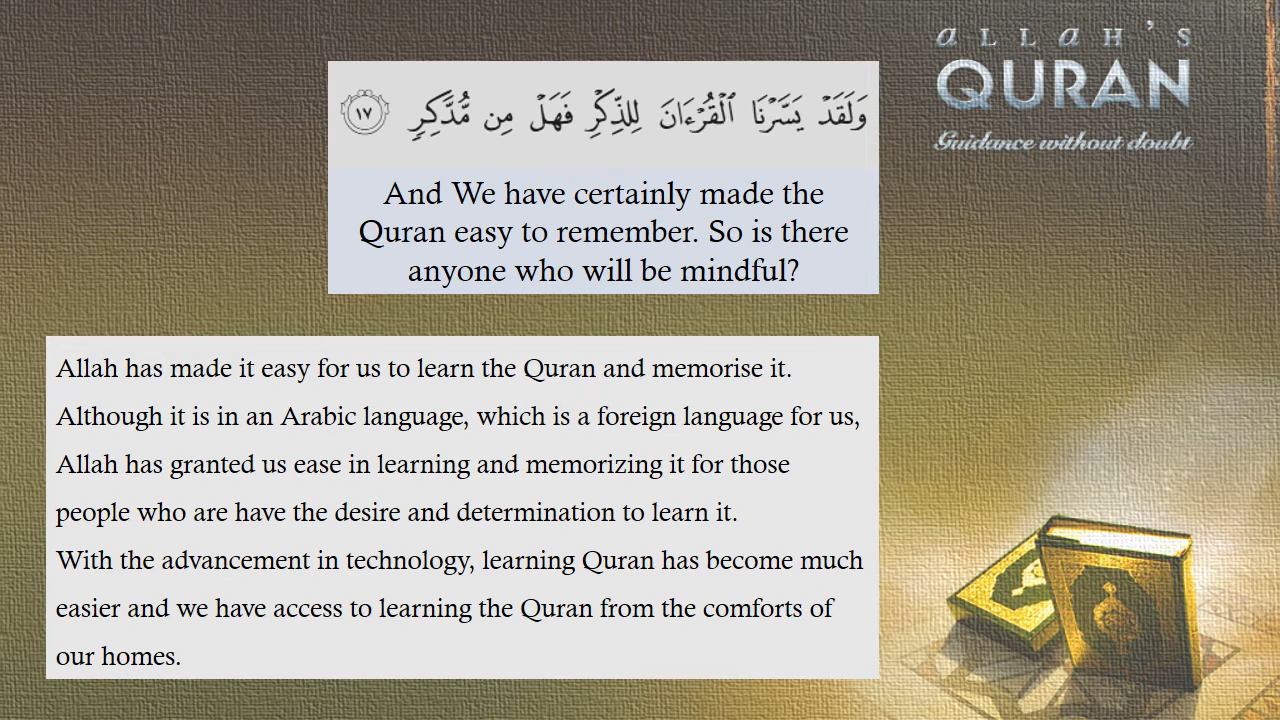 aLLaH'S
QURAN
Guidance without doubt
وَلَقَدْ يَسَّرْنَا ٱلْقُرْءَانَ لِلذِّكْرِ فَهَلْ مِن مُّدَّكِرٍ ١٧
And We have certainly made the
Quran easy to remember. So is there
anyone who will be mindful?
Allah has made it easy for us to learn the Quran and memorise it.
Although it is in an Arabic language, which is a foreign language for us,
Allah has granted us ease in learning and memorizing it for those
people who are have the desire and determination to learn it.
With the advancement in technology, learning Quran has become much
easier and we have access to learning the Quran from the comforts of
our homes.